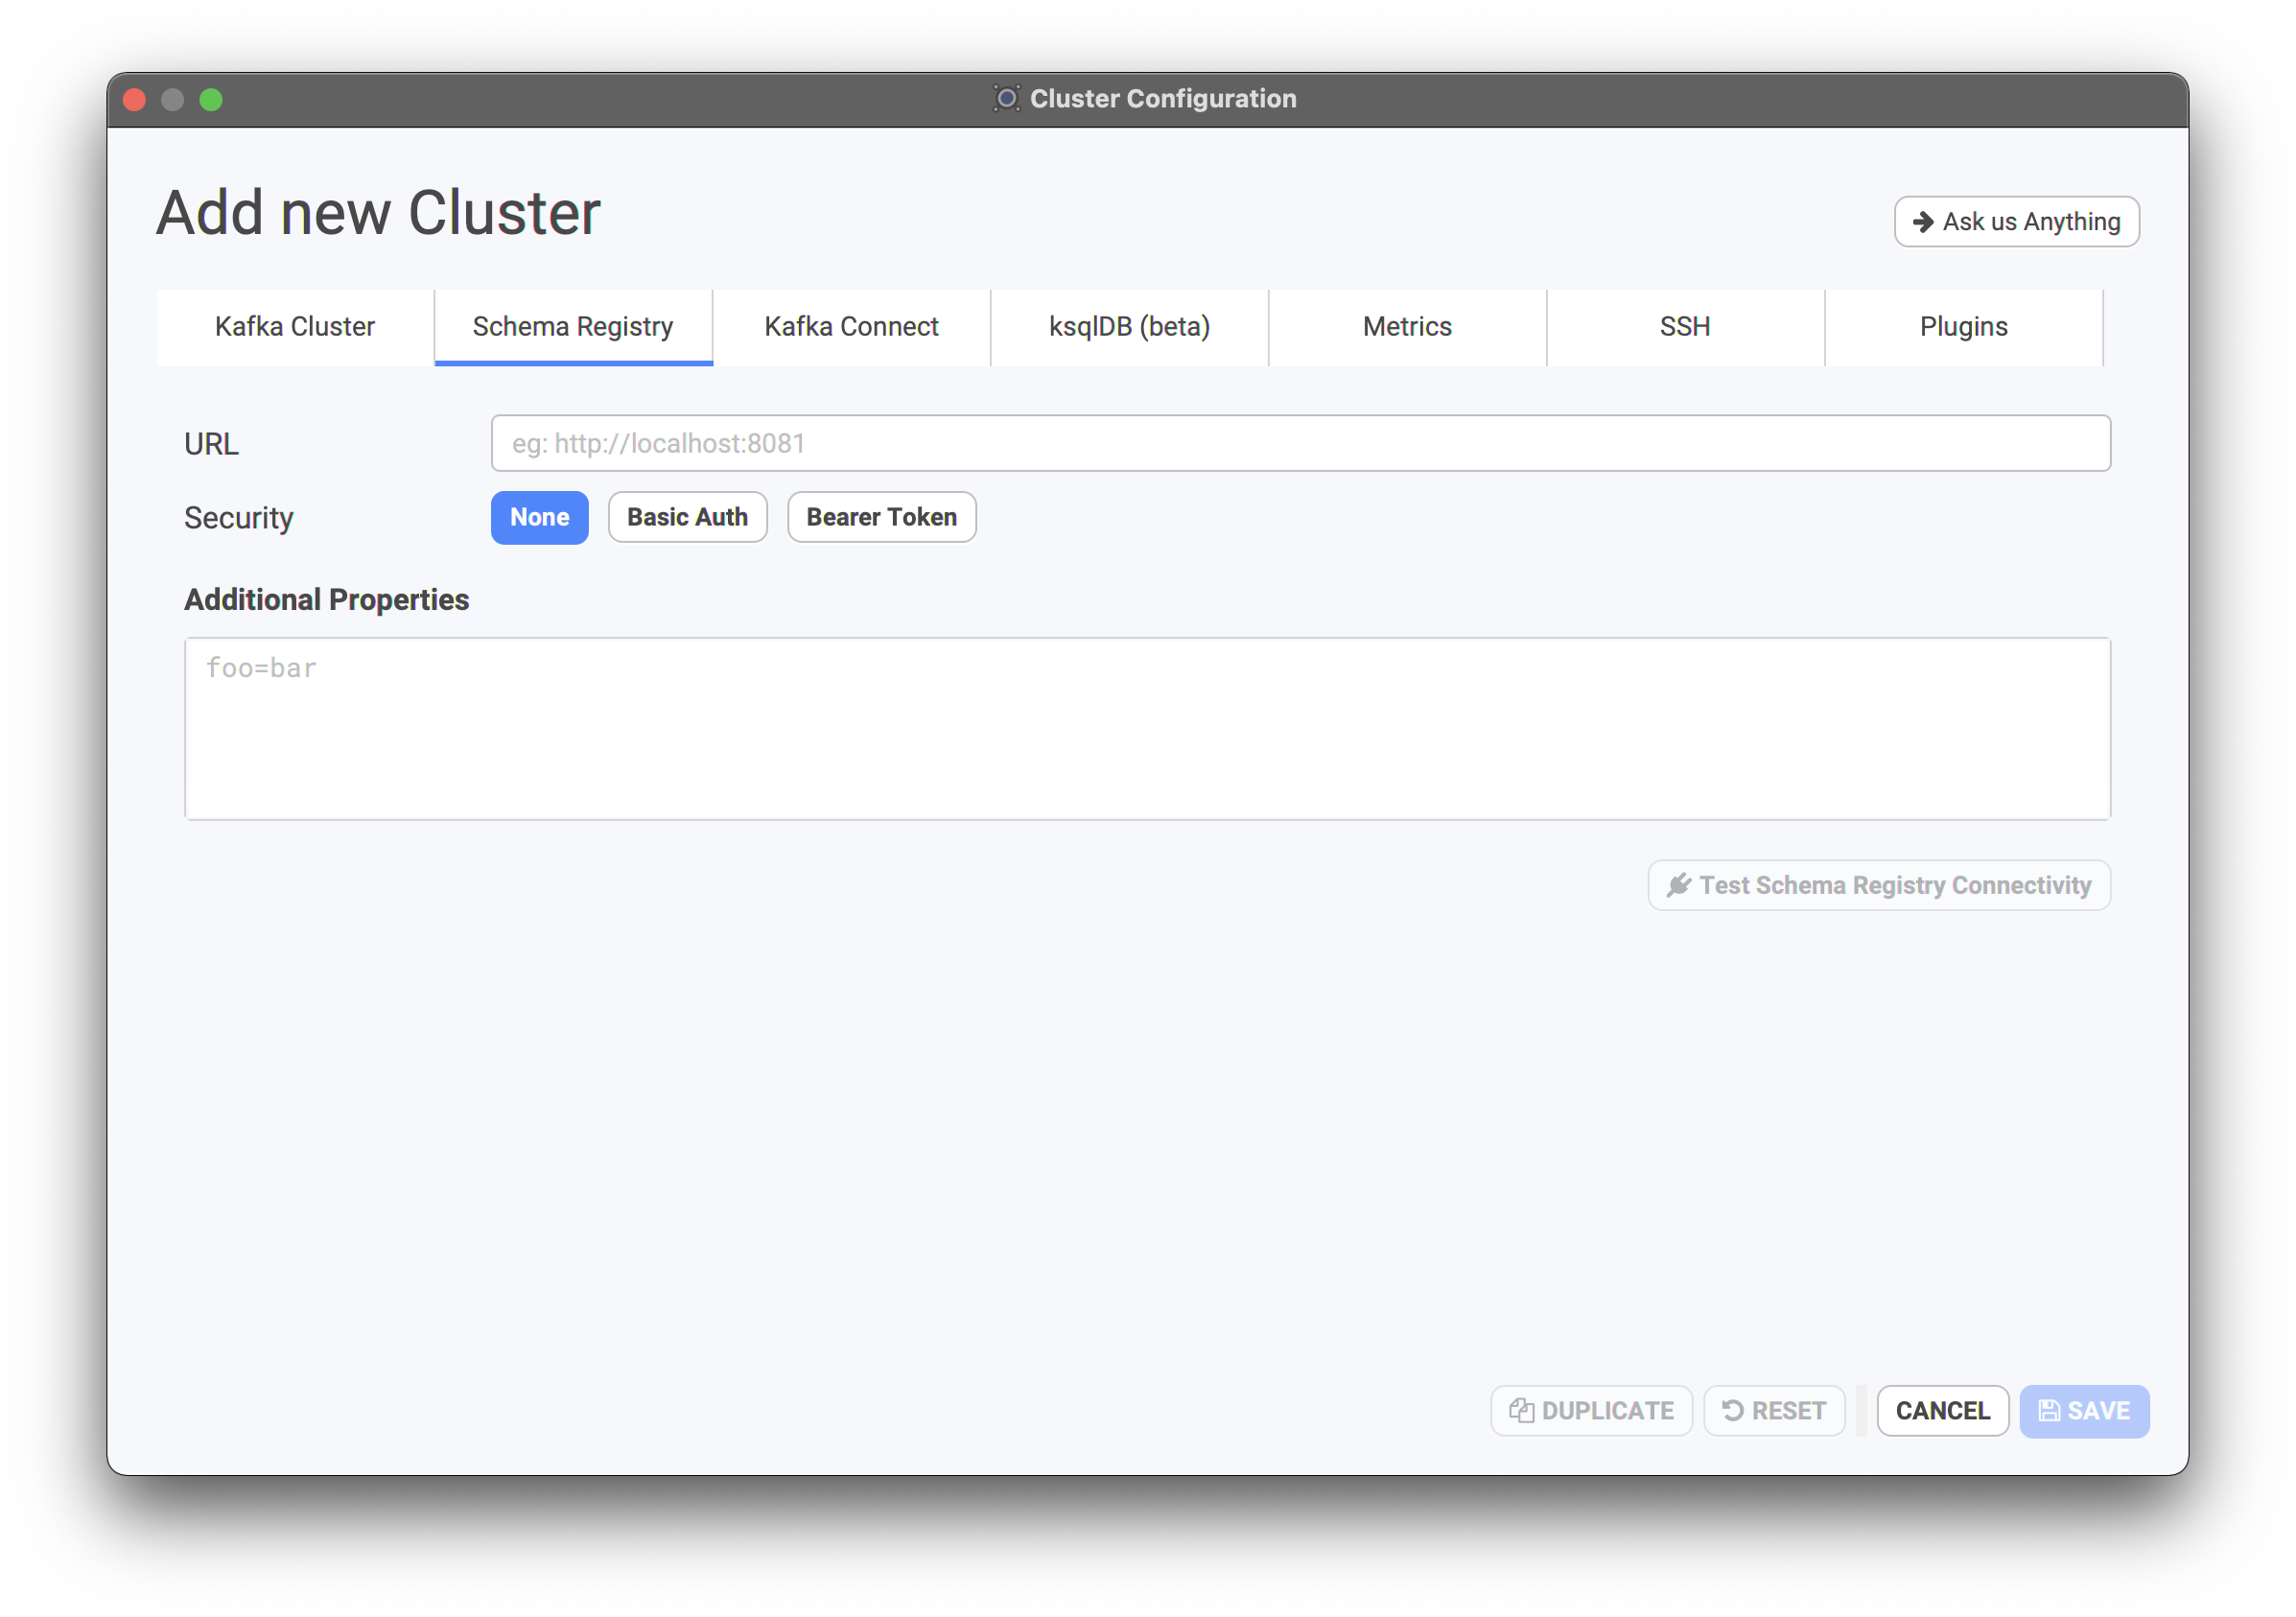 Cluster Configuration
Add new Cluster
Ask us Anything
Kafka Cluster
Schema Registry
Kafka Connect
ksqlDB (beta)
Metrics
SSH
Plugins
URL
eg: http://localhost:8081
Security
None
Basic Auth
Bearer Token
Additional Properties
foo=bar
Test Schema Registry Connectivity
DUPLICATE
RESET
CANCEL
SAVE